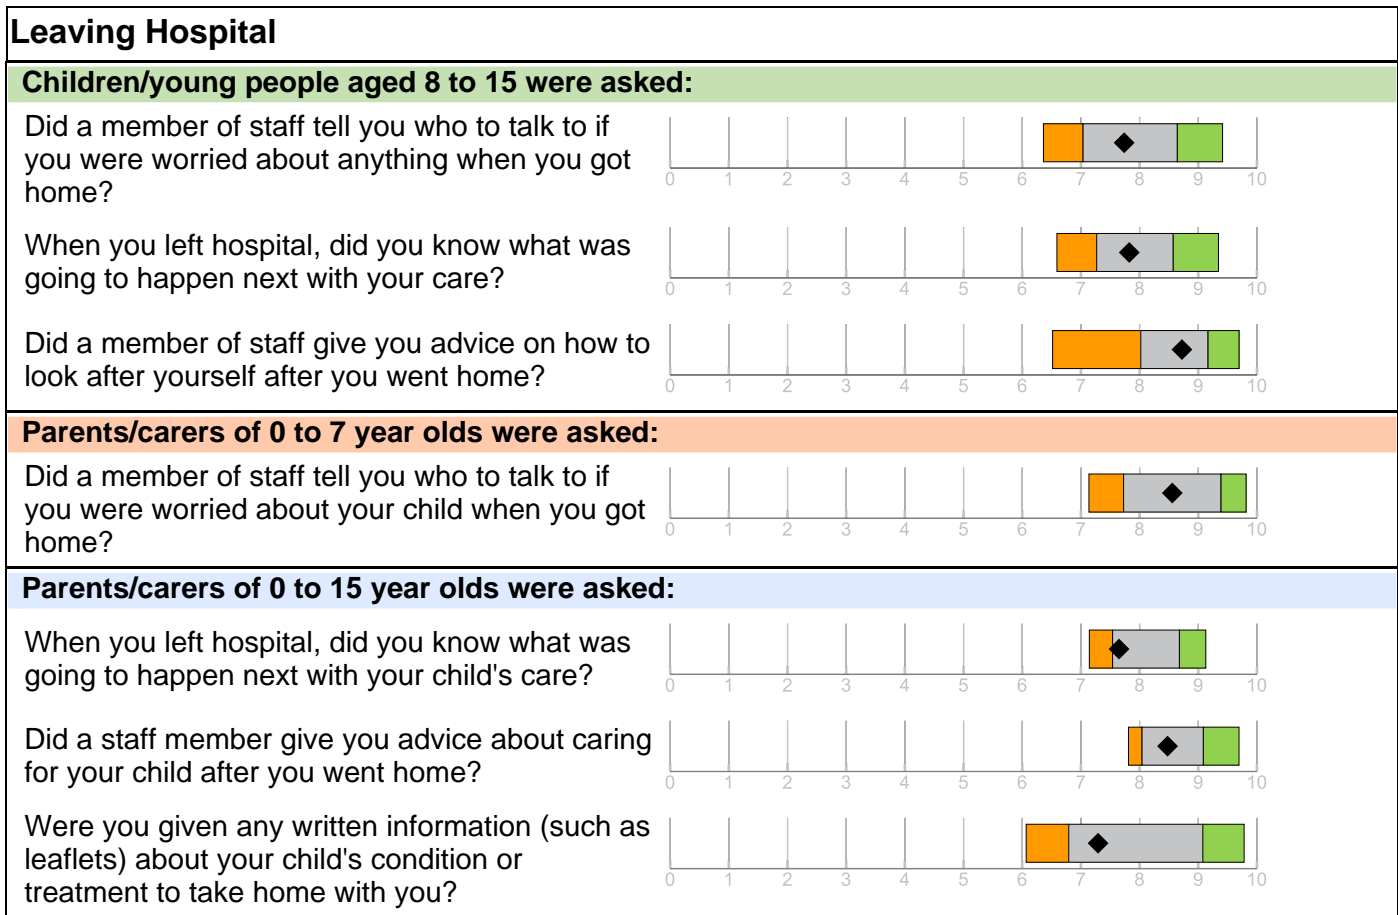 Leaving Hospital
Children/young people aged 8 to 15 were asked:
Did a member of staff tell you who to talk to if
you were worried about anything when you got
home?
0 1 2 3 4 5 6 7 8 9 10
When you left hospital, did you know what was
going to happen next with your care?
0 1 2 3 4 5 6 7 8 9 10
Did a member of staff give you advice on how to
look after yourself after you went home?
0 1 2 3 4 5 6 7 8 9 10
Parents/carers of 0 to 7 year olds were asked:
Did a member of staff tell you who to talk to if
you were worried about your child when you got
home?
0 1 2 3 4 5 6 7 8 9 10
Parents/carers of 0 to 15 year olds were asked:
When you left hospital, did you know what was
going to happen next with your child's care?
0 1 2 3 4 5 6 7 8 9 10
Did a staff member give you advice about caring
for your child after you went home?
0 1 2 3 4 5 6 7 8 9 10
Were you given any written information (such as
leaflets) about your child's condition or
treatment to take home with you?
0 1 2 3 4 5 6 7 8 9 10